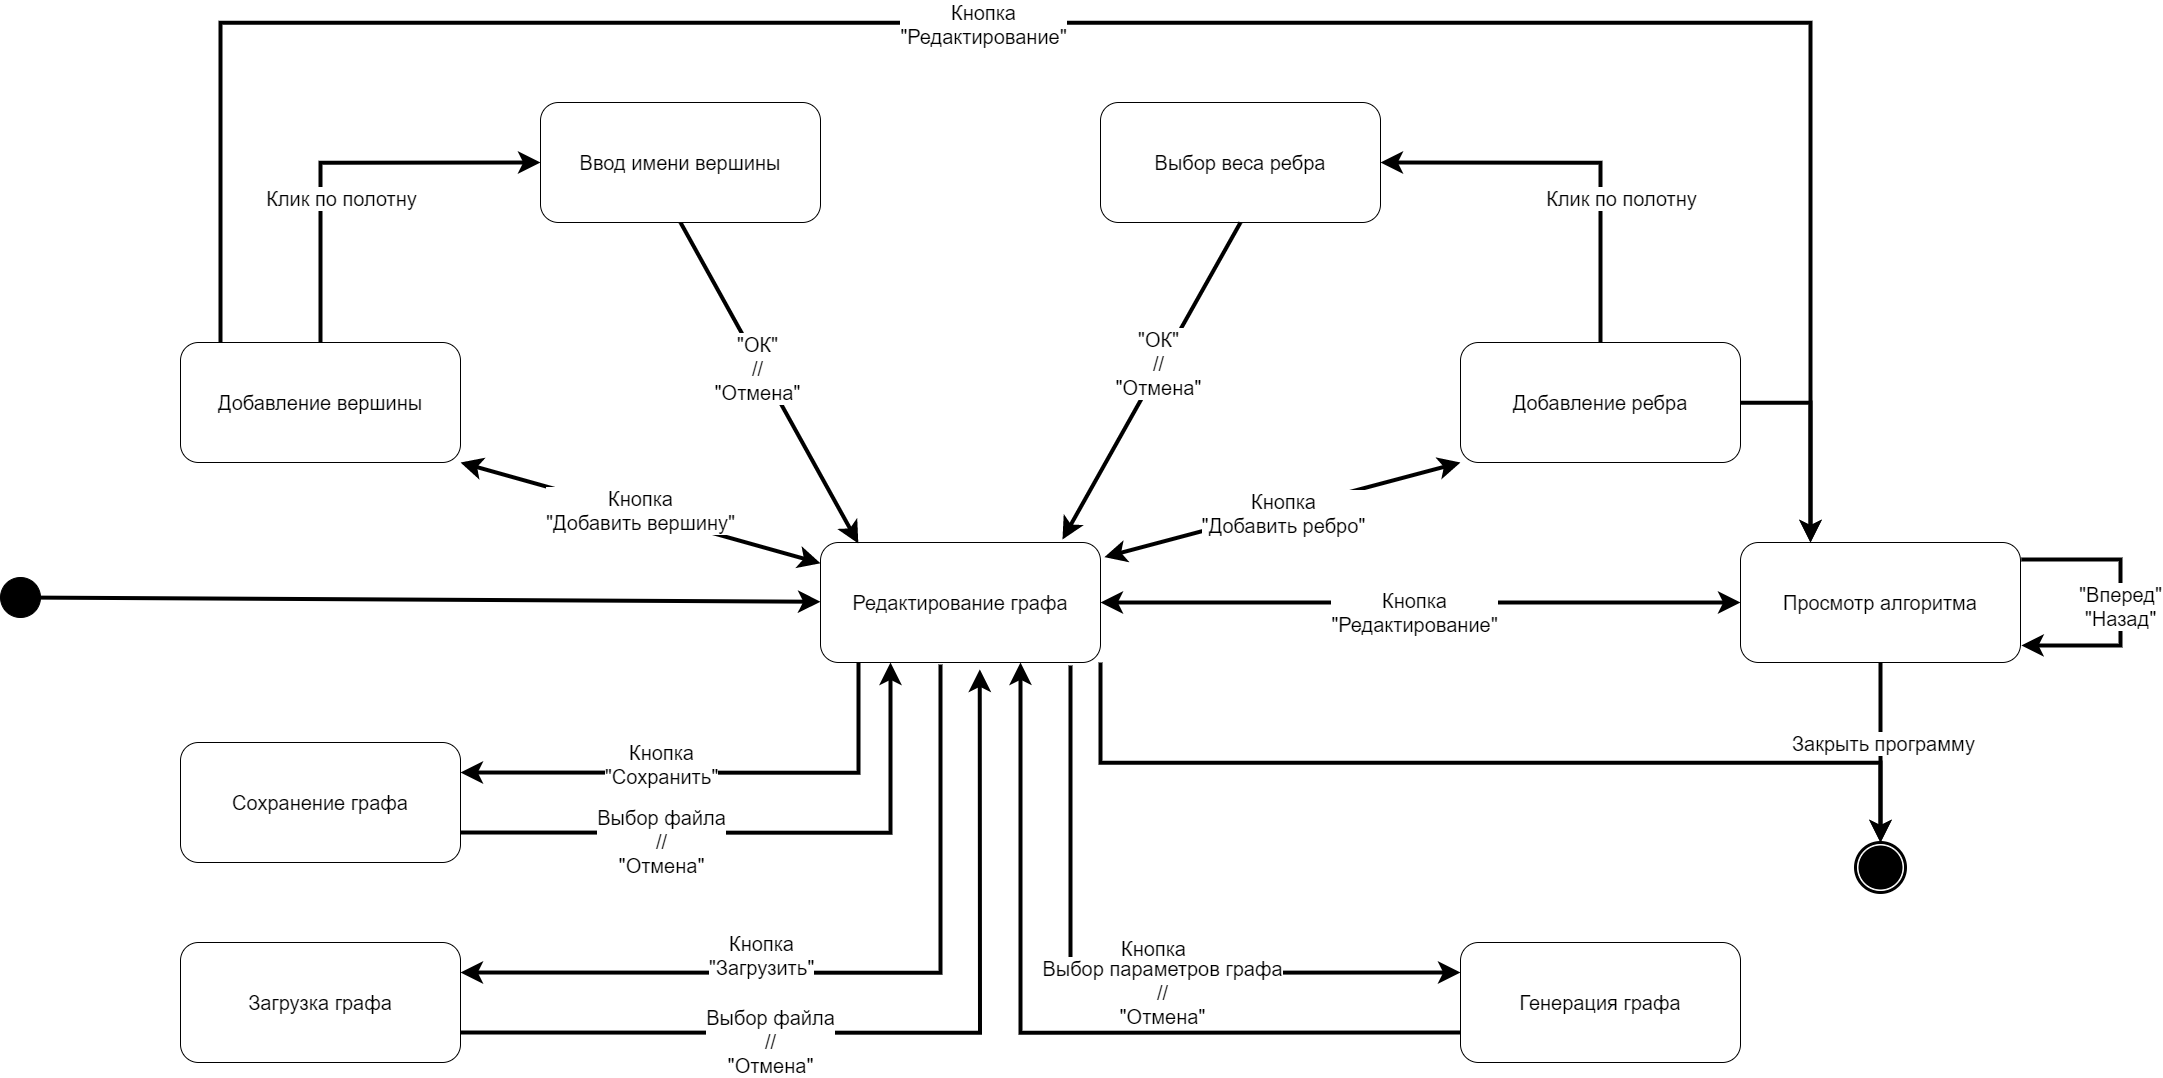 Кнопка
"Редактирование"
Ввод имени вершины
Выбор веса ребра
Клик по полотну
Клик по полотну
"ОК"
//
"Отмена"
"ОК"
//
"Отмена"
Добавление вершины
Добавление ребра
Кнопка
"Добавить вершину"
Кнопка
"Добавить ребро"
Редактирование графа
Кнопка
"Редактирование"
Просмотр алгоритма
"Вперед"
"Назад"
Закрыть программу
Кнопка
"Сохранить"
Сохранение графа
Выбор файла
//
"Отмена"
Кнопка
"Загрузить"
Загрузка графа
Выбор файла
//
"Отмена"
Кнопка
Выбор параметров графа
//
"Отмена"
Генерация графа